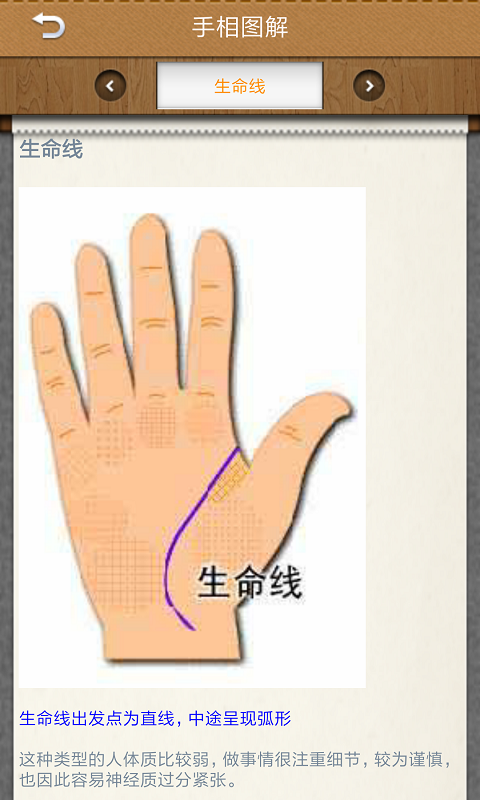 手相图解
生命线
生命线
生命线
生命线出发点为直线，中途呈现弧形
这种类型的人体质比较弱，做事情很注重细节，较为谨慎，
也因此容易神经质过分紧张。